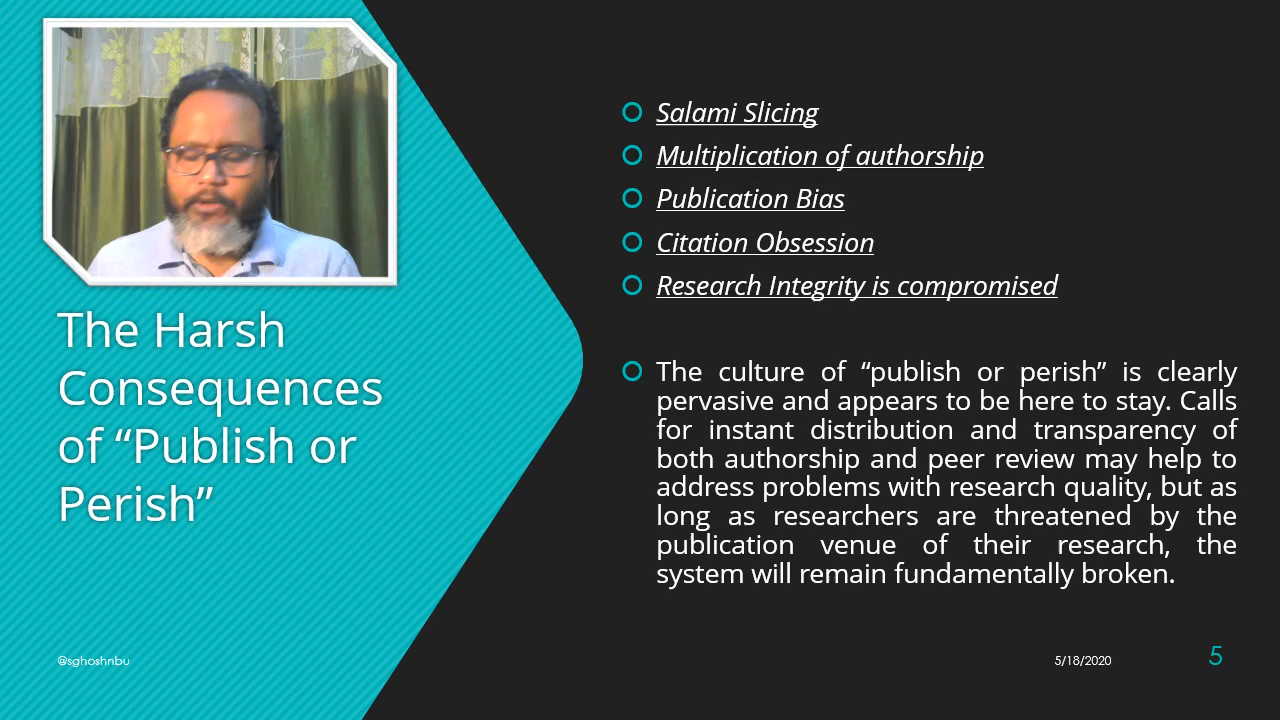 The Harsh
Consequences
of “Publish or
Perish”
Salami Slicing
Multiplication of authorship
Publication Bias
Citation Obsession
Research Integrity is compromised
The culture of “publish or perish” is clearly
pervasive and appears to be here to stay. Calls
for instant distribution and transparency of
both authorship and peer review may help to
address problems with research quality, but as
long as researchers are threatened by the
publication venue of their research, the
system will remain fundamentally broken.
@sghoshnbu
5/18/2020
5